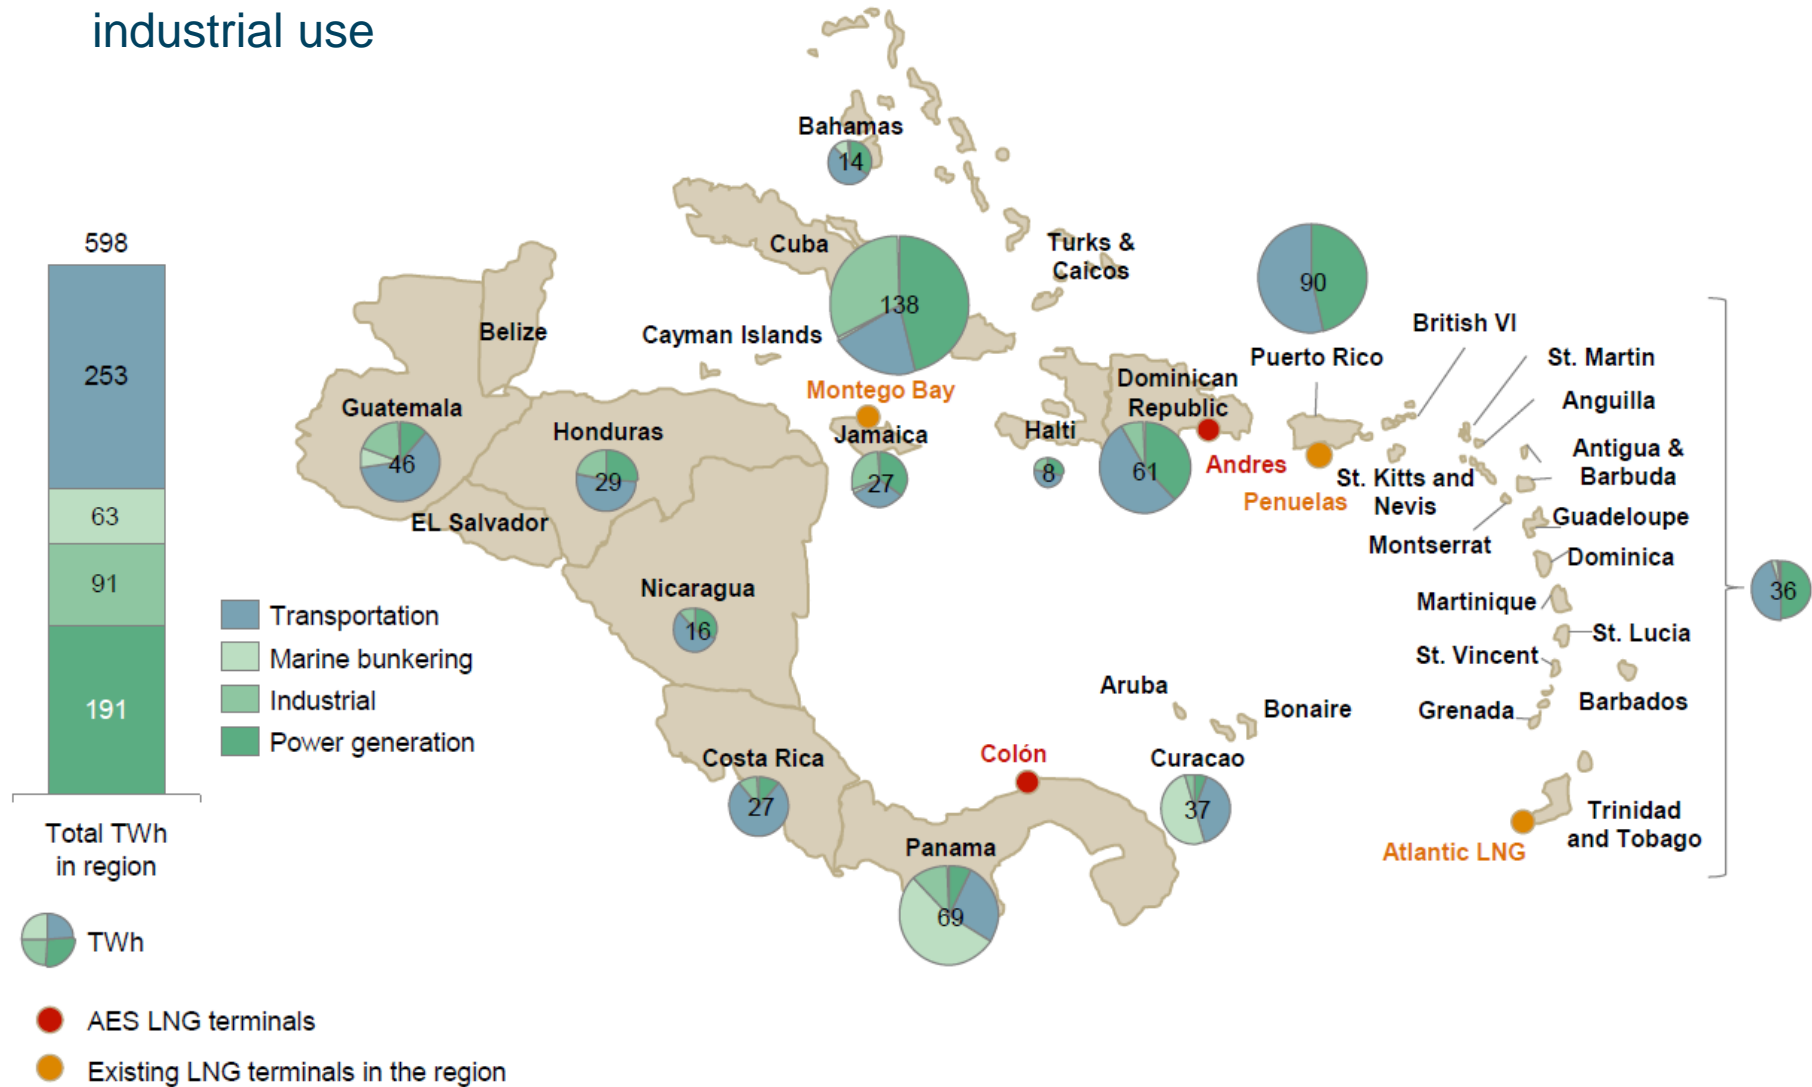 industrial use
598
253
63
91
191
Total TWh
in region
TWh
AES LNG terminals
Existing LNG terminals in the region
Transportation
Marine bunkering
Industrial
Power generation
Bahamas
14
Cuba
138
Turks &
Caicos
Cayman Islands
Belize
Guatemala
46
Honduras
29
EL Salvador
Nicaragua
16
Costa Rica
27
Panama
69
Colón
Montego Bay
Jamaica
27
Halti
8
Dominican
Republic
61
Andres
90
Puerto Rico
Penuelas
British VI
St. Martin
Anguilla
Antigua &
Barbuda
St. Kitts and
Nevis
Montserrat
Guadeloupe
Dominica
Martinique
St. Lucia
St. Vincent
Barbados
Grenada
Aruba
Bonaire
Curacao
37
Trinidad
and Tobago
Atlantic LNG
36